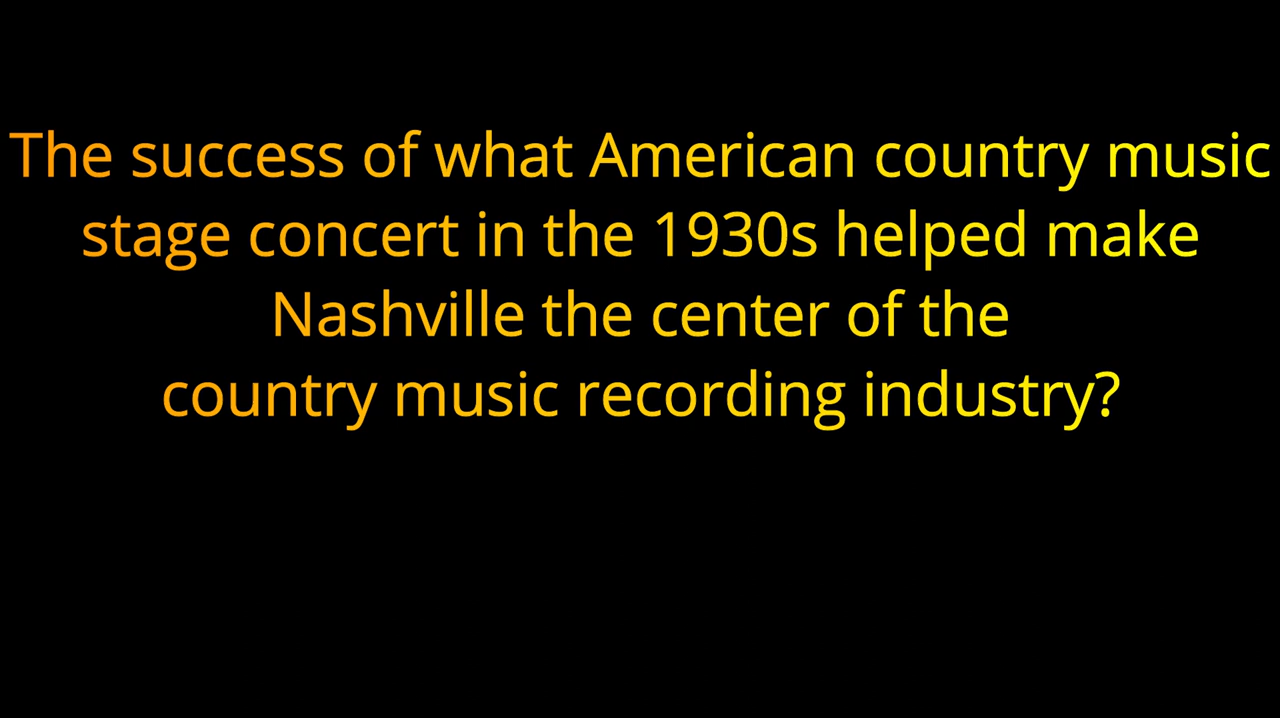 The success of what American country music
stage concert in the 1930s helped make
Nashville the center of the
country music recording industry?